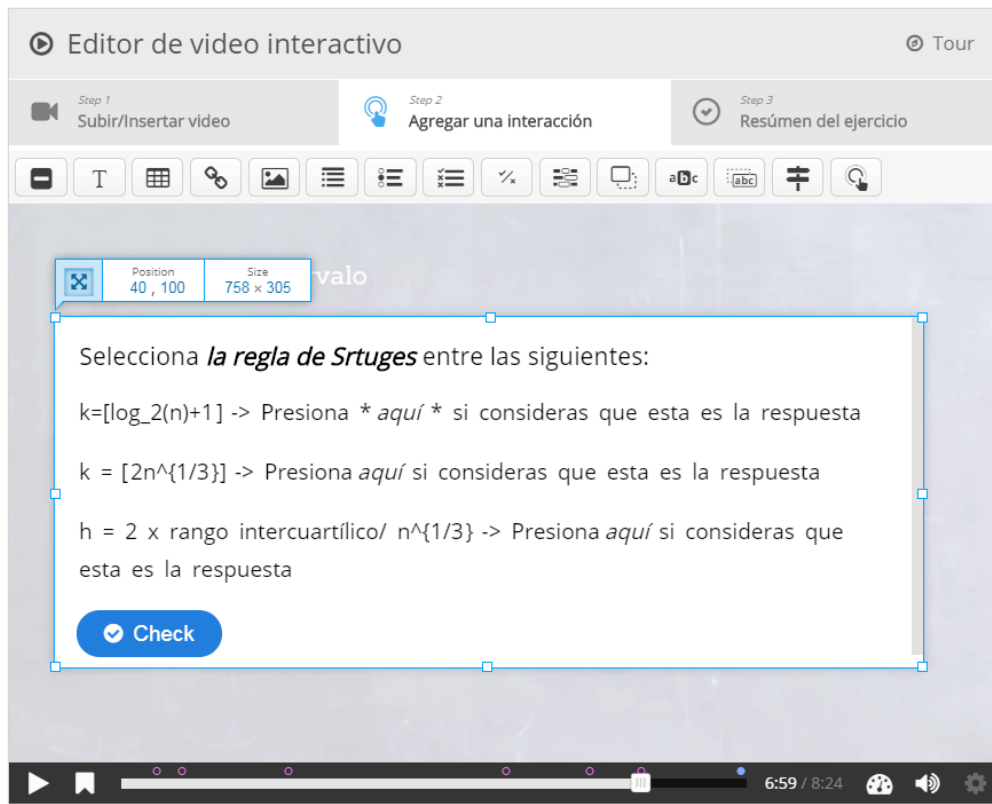 Editor de video interactivo
Tour
Step 1
Subir/Insertar video
Step 2
Agregar una interacción
Step 3
Resúmen del ejercicio
T
abc
abc
Position
40 , 100
Size
758 × 305
rvalo
Selecciona la regla de Srtuges entre las siguientes:
k=[log_2(n)+1] -> Presiona * aquí * si consideras que esta es la respuesta
k = [2n^{1/3}] -> Presiona aquí si consideras que esta es la respuesta
h = 2 x rango intercuartílico/ n^{1/3} -> Presiona aquí si consideras que
esta es la respuesta
Check
6:59 / 8:24